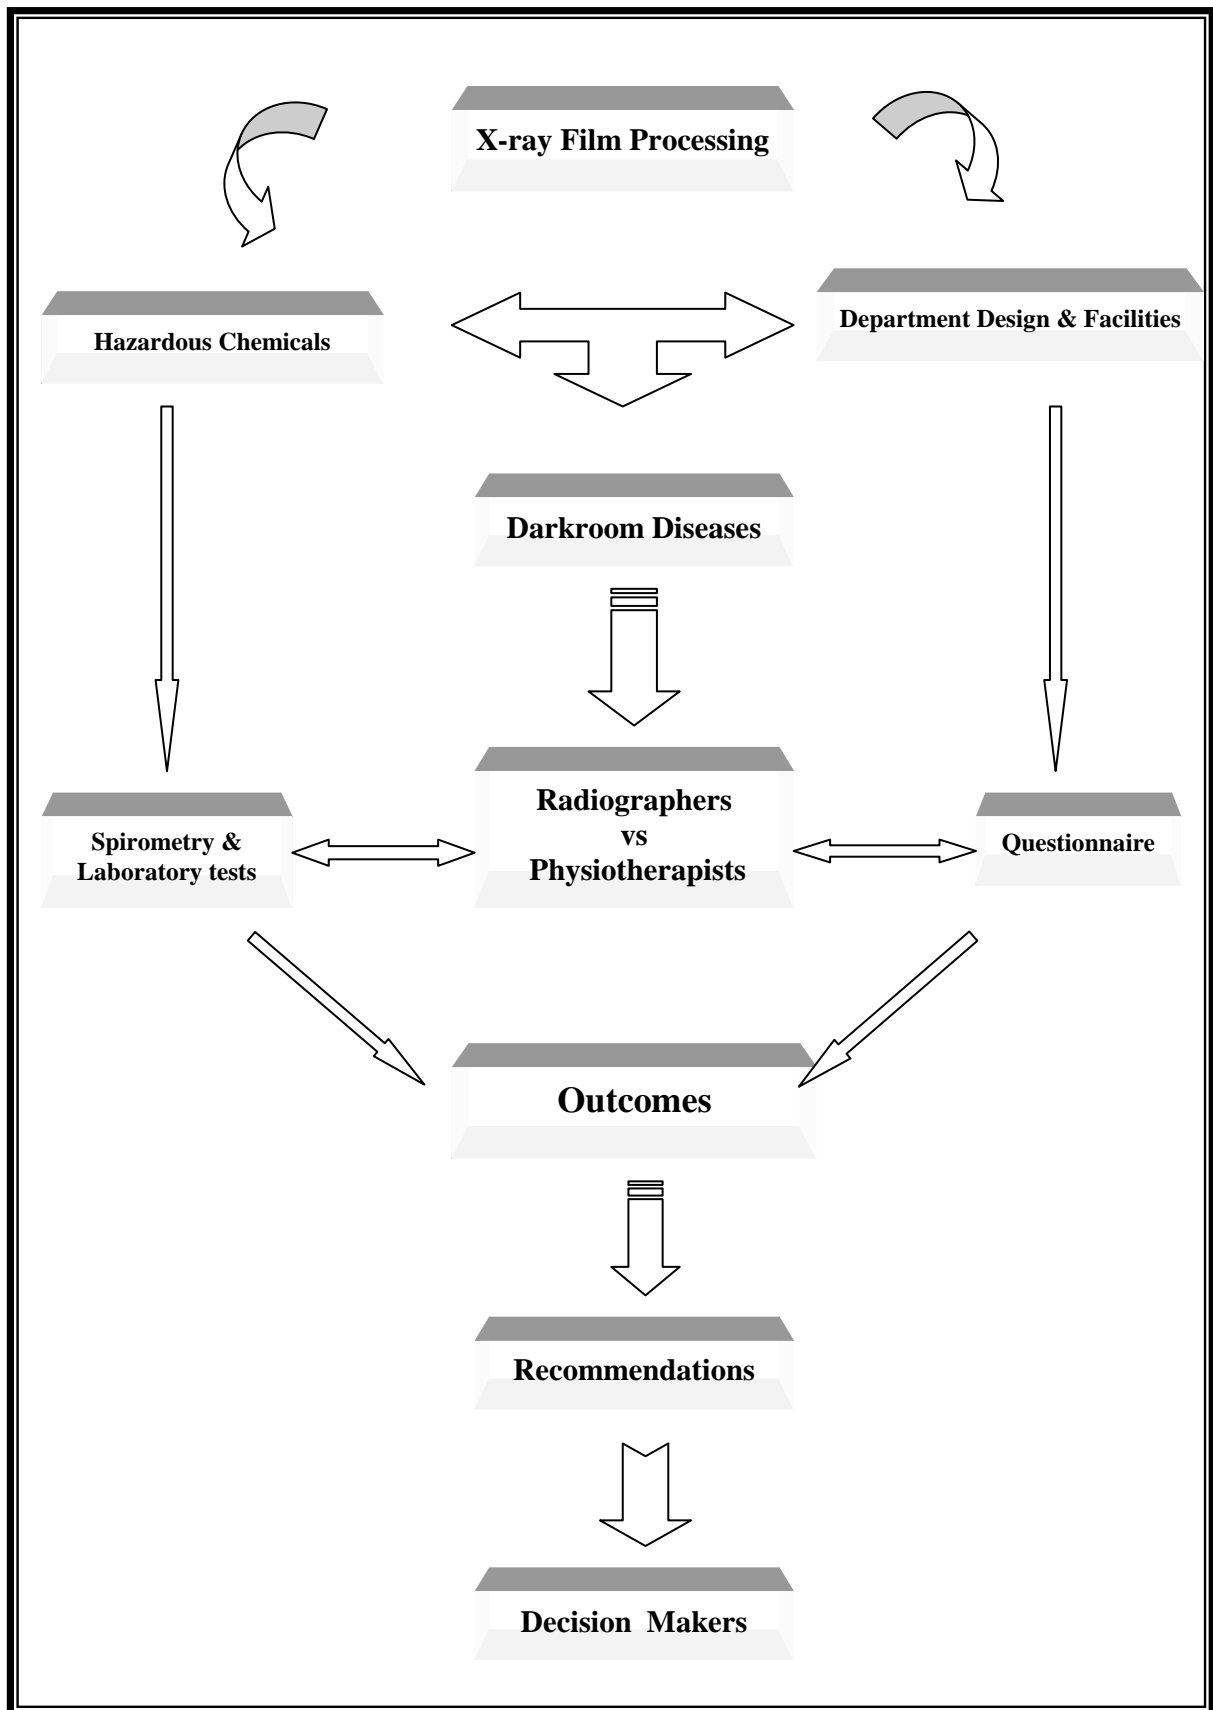 X-ray Film Processing
Hazardous Chemicals
Department Design & Facilities
Darkroom Diseases
Spirometry &
Laboratory tests
Radiographers
vs
Physiotherapists
Questionnaire
Outcomes
Recommendations
Decision Makers